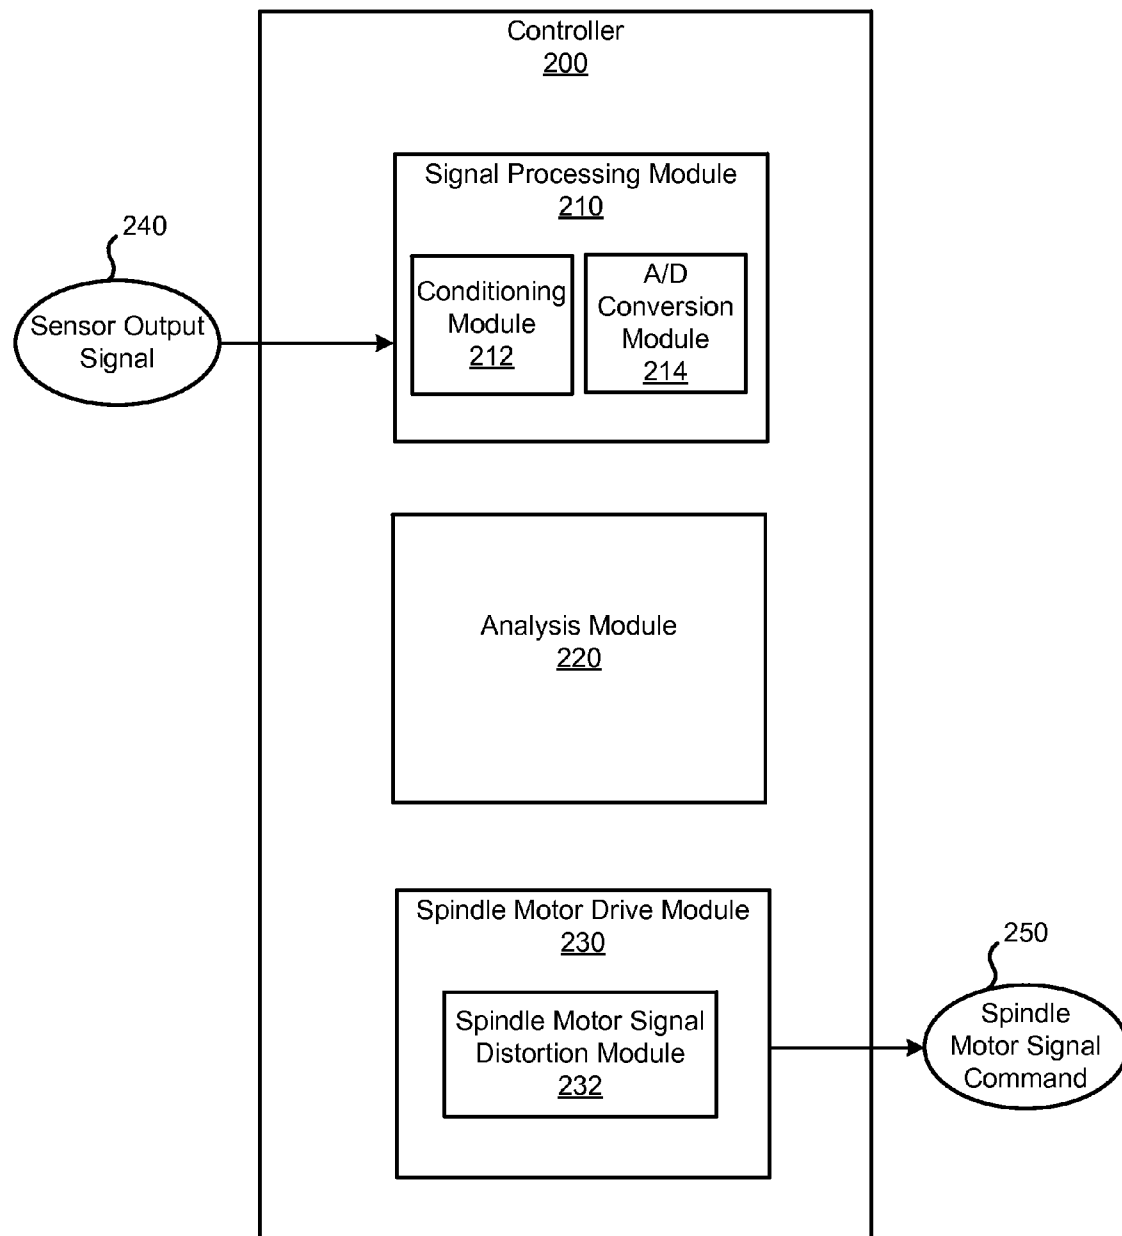 Controller
200
Signal Processing Module
210
Conditioning
Module
212
A/D
Conversion
Module
214
240
Sensor Output
Signal
Analysis Module
220
Spindle Motor Drive Module
230
Spindle Motor Signal
Distortion Module
232
250
Spindle
Motor Signal
Command